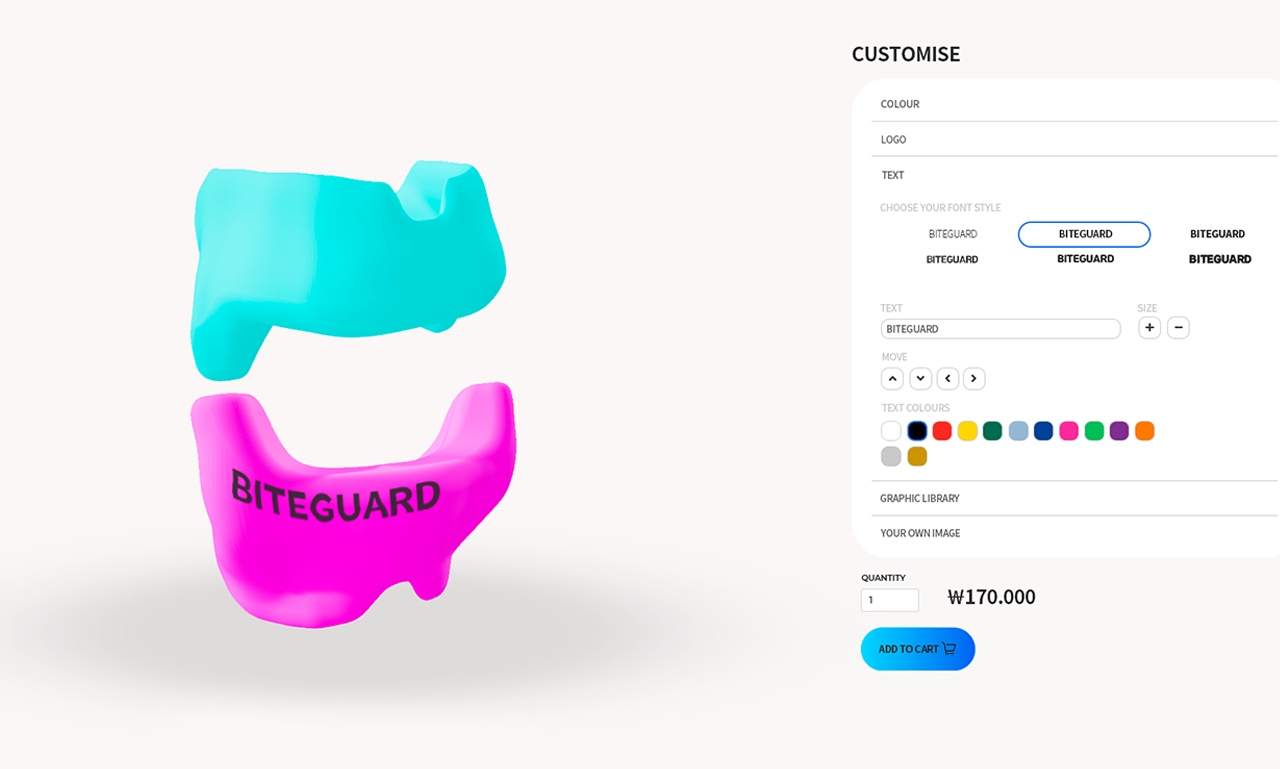 CUSTOMISE
COLOUR
LOGO
TEXT
CHOOSE YOUR FONT STYLE
BITEGUARD BITEGUARD BITEGUARD
BITEGUARD BITEGUARD BITEGUARD
TEXT SIZE
BITEGUARD + −
MOVE
TEXT COLOURS
BITEGUARD
GRAPHIC LIBRARY
YOUR OWN IMAGE
QUANTITY
1 ₩170.000
ADD TO CART